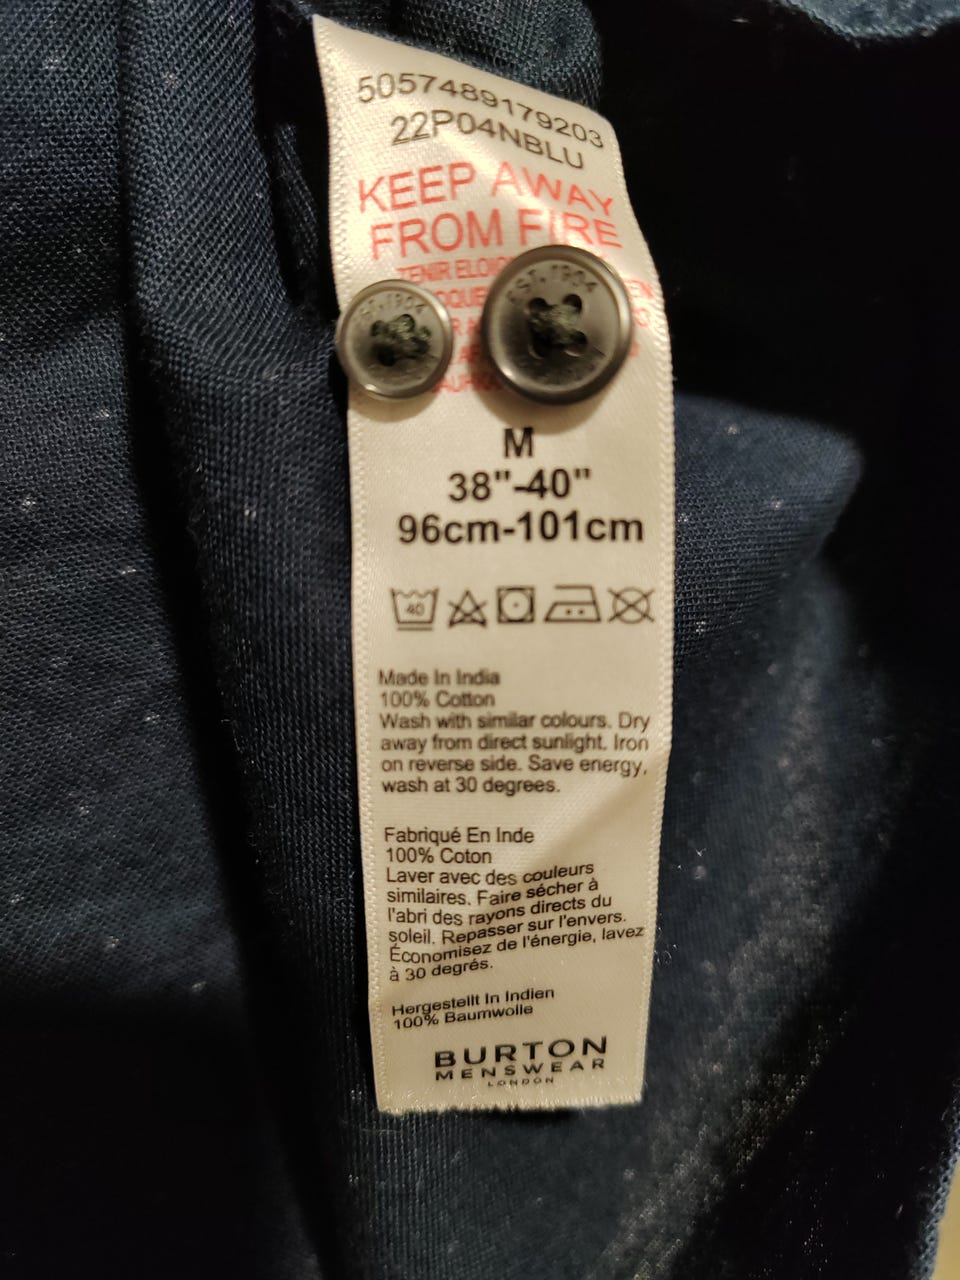 5057489179203
22P04NBLU
KEEP AWAY
FROM FIRE
TENIR
EST. 1904
M
38"-40"
96cm-101cm
40
Made In India
100% Cotton
Wash with similar colours. Dry
away from direct sunlight. Iron
on reverse side. Save energy,
wash at 30 degrees.
Fabriqué En Inde
100% Coton
Laver avec des couleurs
similaires. Faire sécher à
l'abri des rayons directs du
soleil. Repasser sur l'envers.
Économisez de l'énergie, lavez
à 30 degrés.
Hergestellt In Indien
100% Baumwolle
BURTON
MENSWEAR
LONDON